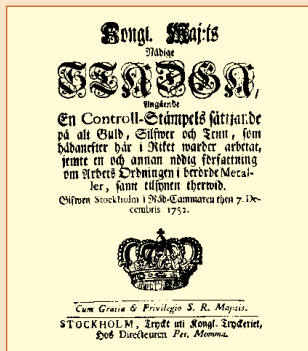 Kongl. Maj:ts
Nådige
STADGA,
Angående
En Controll-Stämpels sättjande
på alt Guld, Silfwer och Tenn, som
hädanefter här i Riket warder arbetat,
jemte en och annan nödig författning
om Arbets Ordningen i berörde Metal-
ler, samt tilsynen therwid.
Gifwen Stockholm i Råd-Cammaren then 7. De-
cembris 1752.
Cum Gratia & Privilegio S. R. Maj:tis.
STOCKHOLM, Tryckt uti Kongl. Tryckeriet,
Hos Directeuren Pet. Momma.